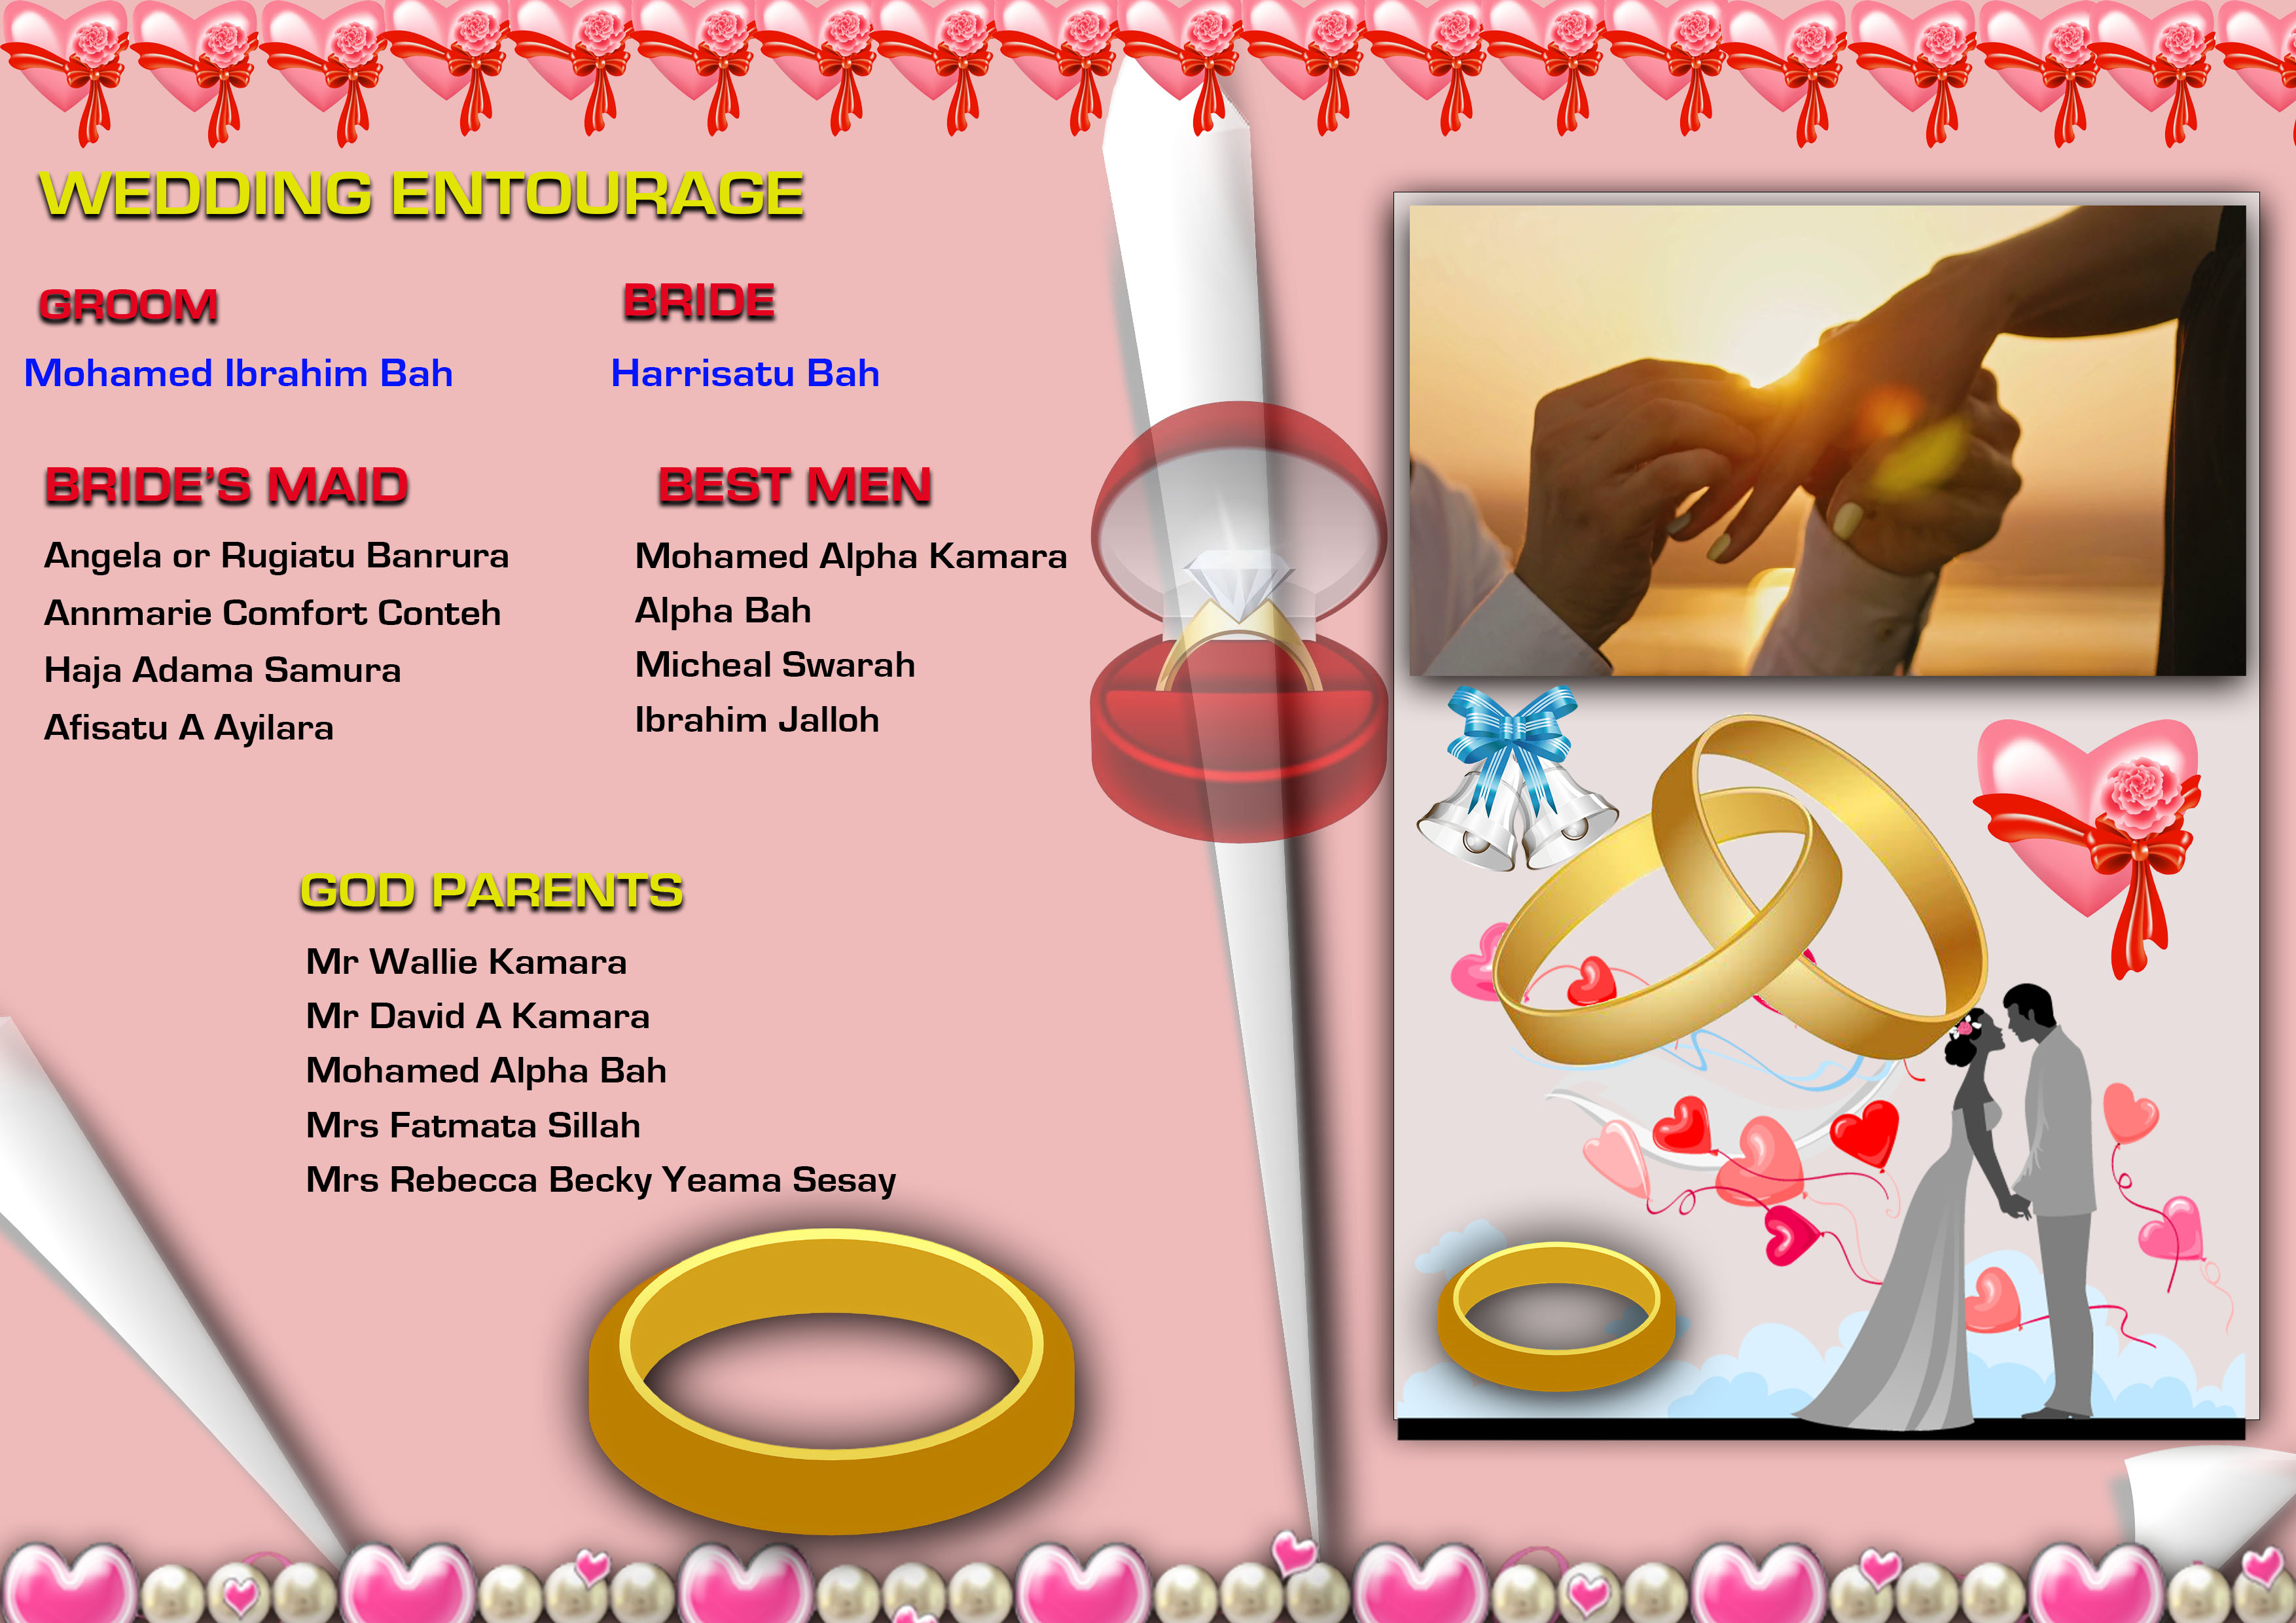 WEDDING ENTOURAGE
GROOM
Mohamed Ibrahim Bah
BRIDE
Harrisatu Bah
BRIDE'S MAID
Angela or Rugiatu Banrura
Annmarie Comfort Conteh
Haja Adama Samura
Afisatu A Ayilara
BEST MEN
Mohamed Alpha Kamara
Alpha Bah
Micheal Swarah
Ibrahim Jalloh
GOD PARENTS
Mr Wallie Kamara
Mr David A Kamara
Mohamed Alpha Bah
Mrs Fatmata Sillah
Mrs Rebecca Becky Yeama Sesay